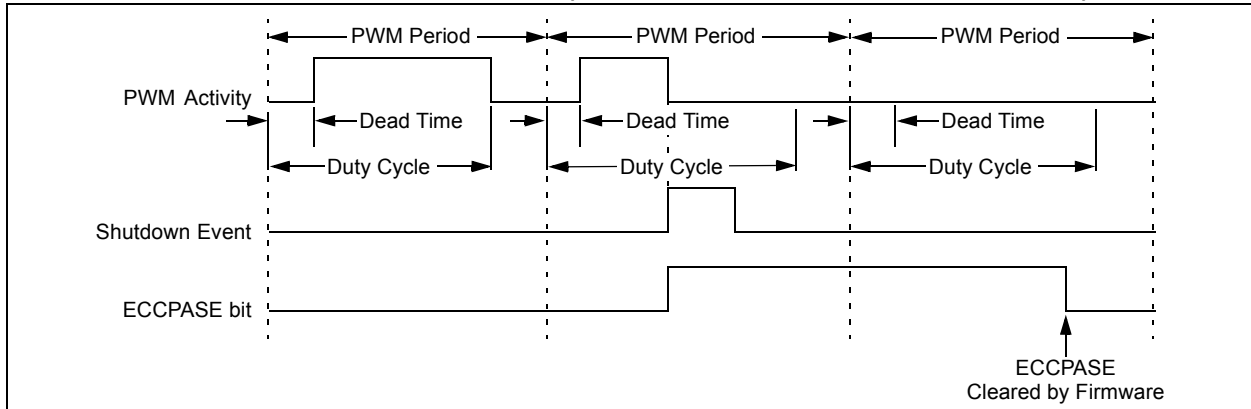 PWM Period PWM Period PWM Period
PWM Activity
Dead Time Dead Time Dead Time
Duty Cycle Duty Cycle Duty Cycle
Shutdown Event
ECCPASE bit
ECCPASE
Cleared by Firmware